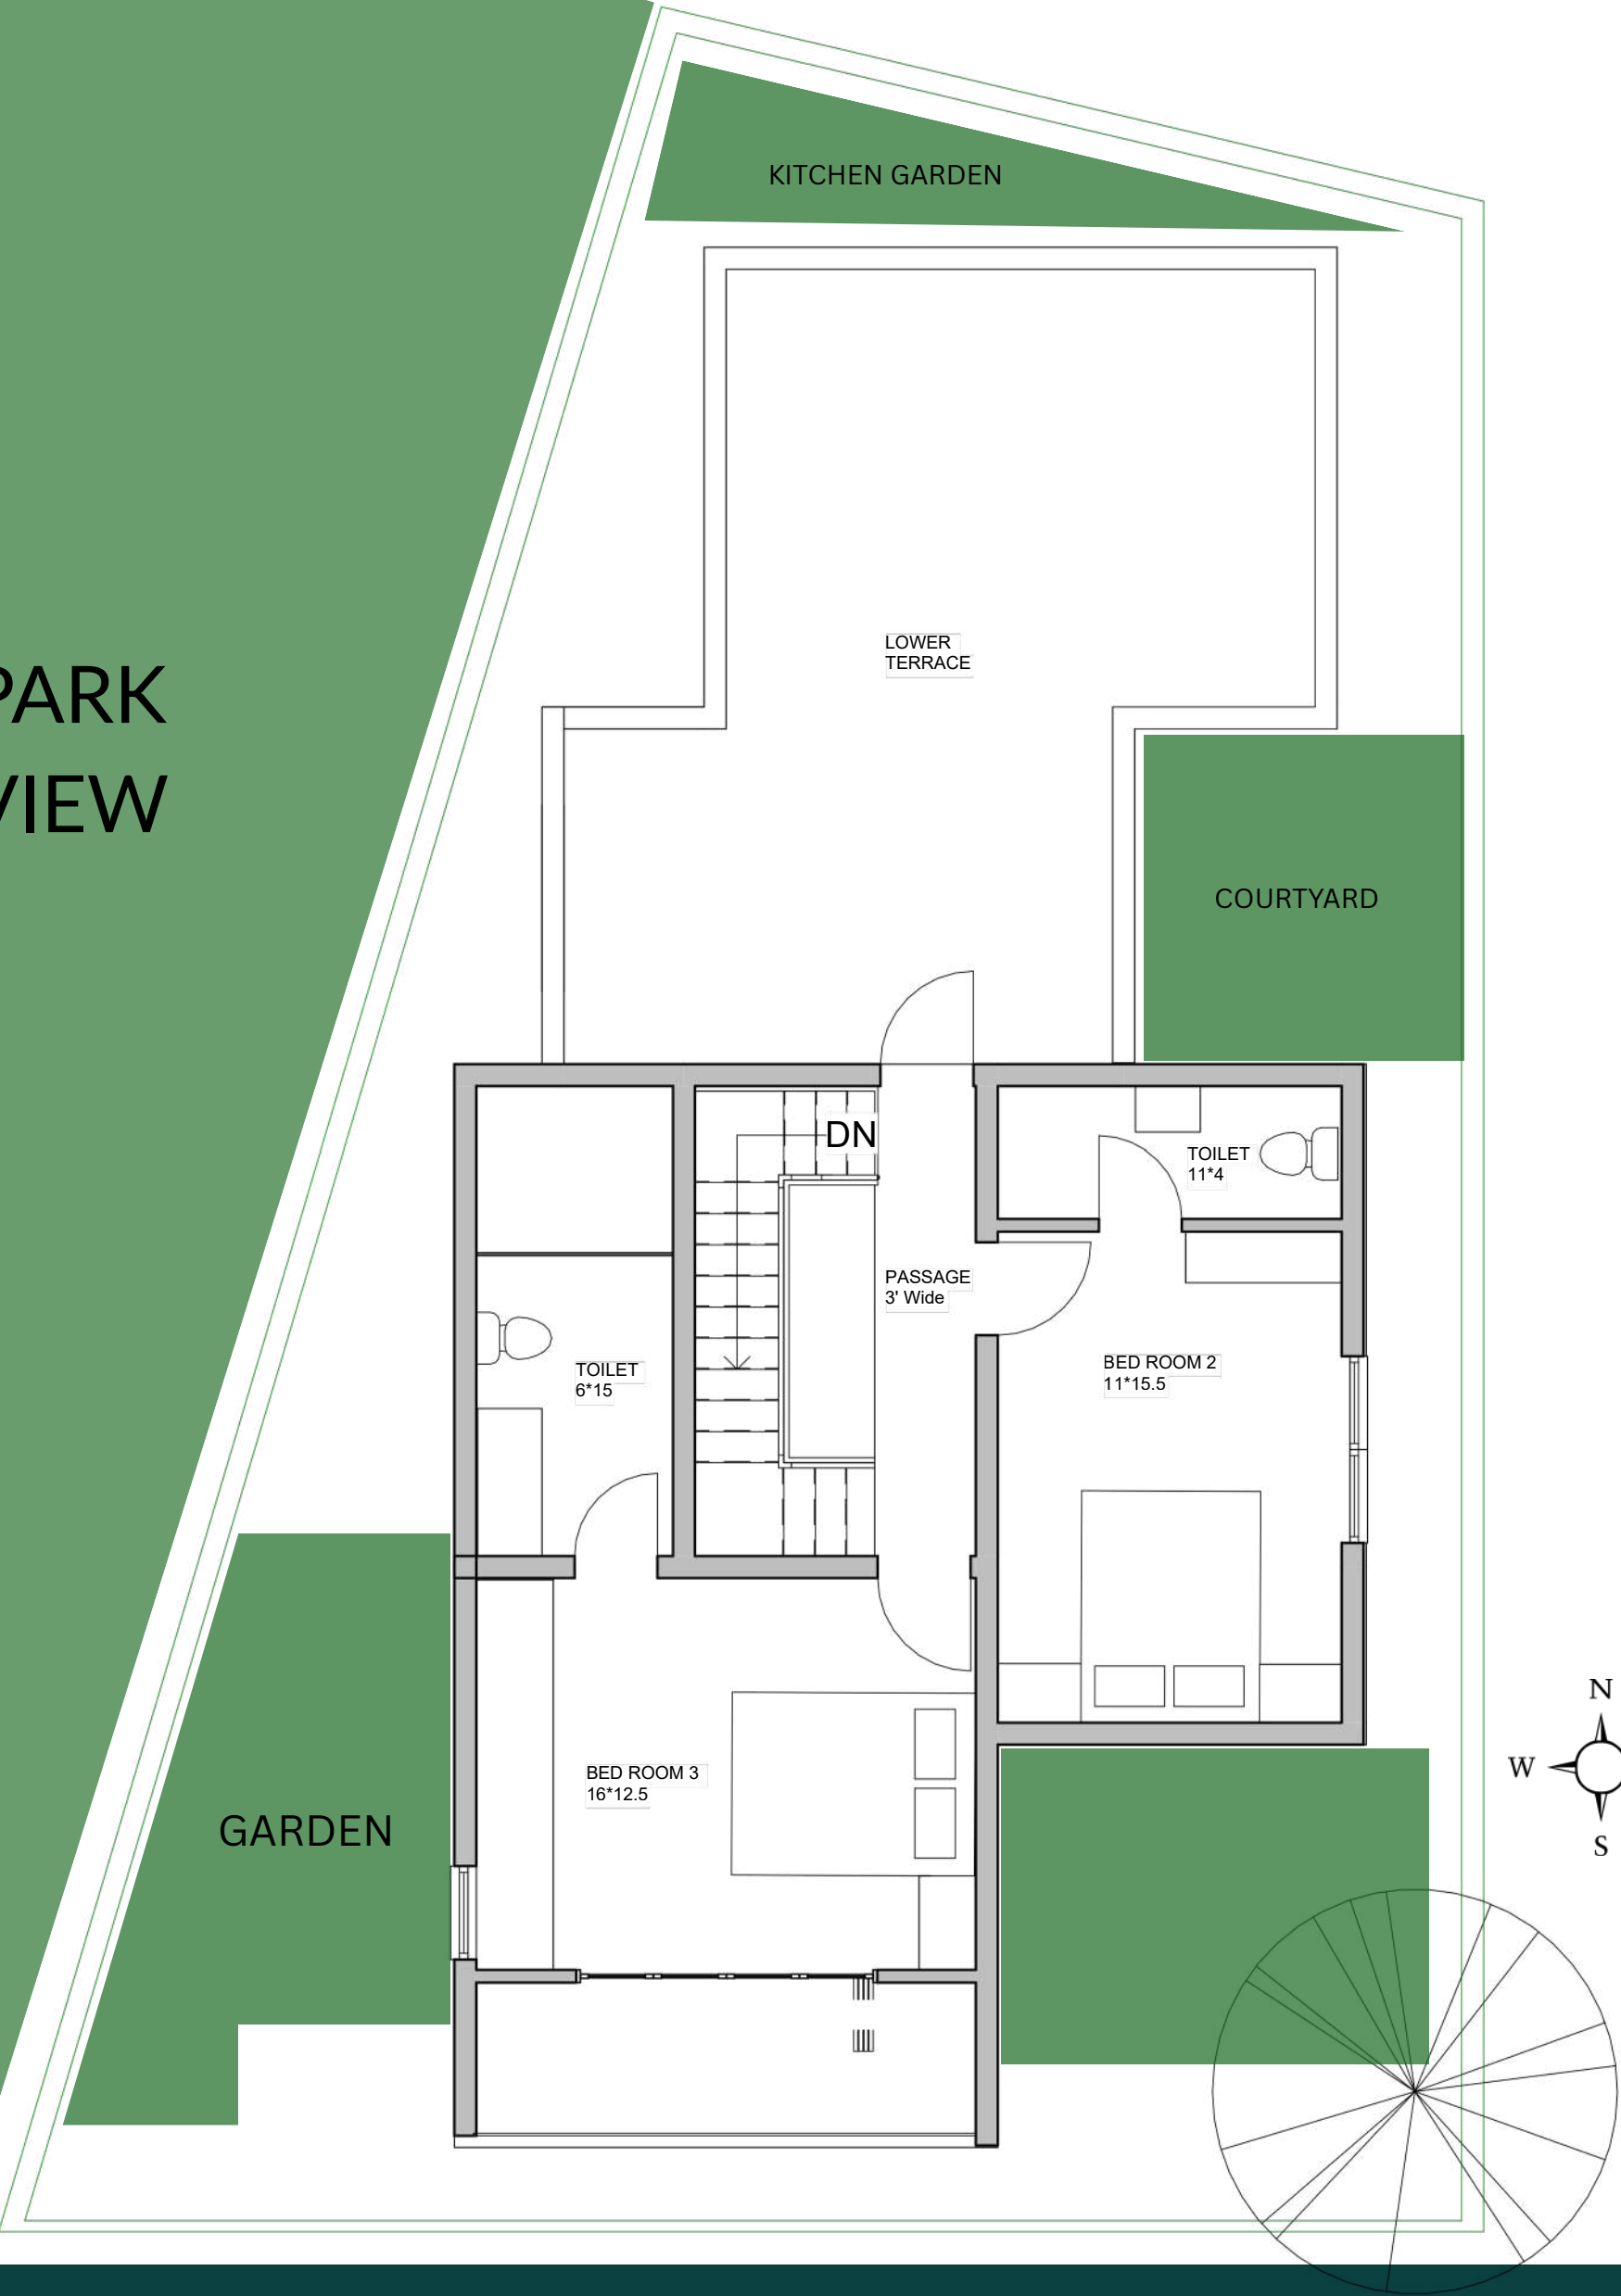 KITCHEN GARDEN
LOWER
TERRACE
PARK
VIEW
COURTYARD
DN
TOILET
11*4
PASSAGE
3' Wide
TOILET
6*15
BED ROOM 2
11*15.5
N
W
S
BED ROOM 3
16*12.5
GARDEN